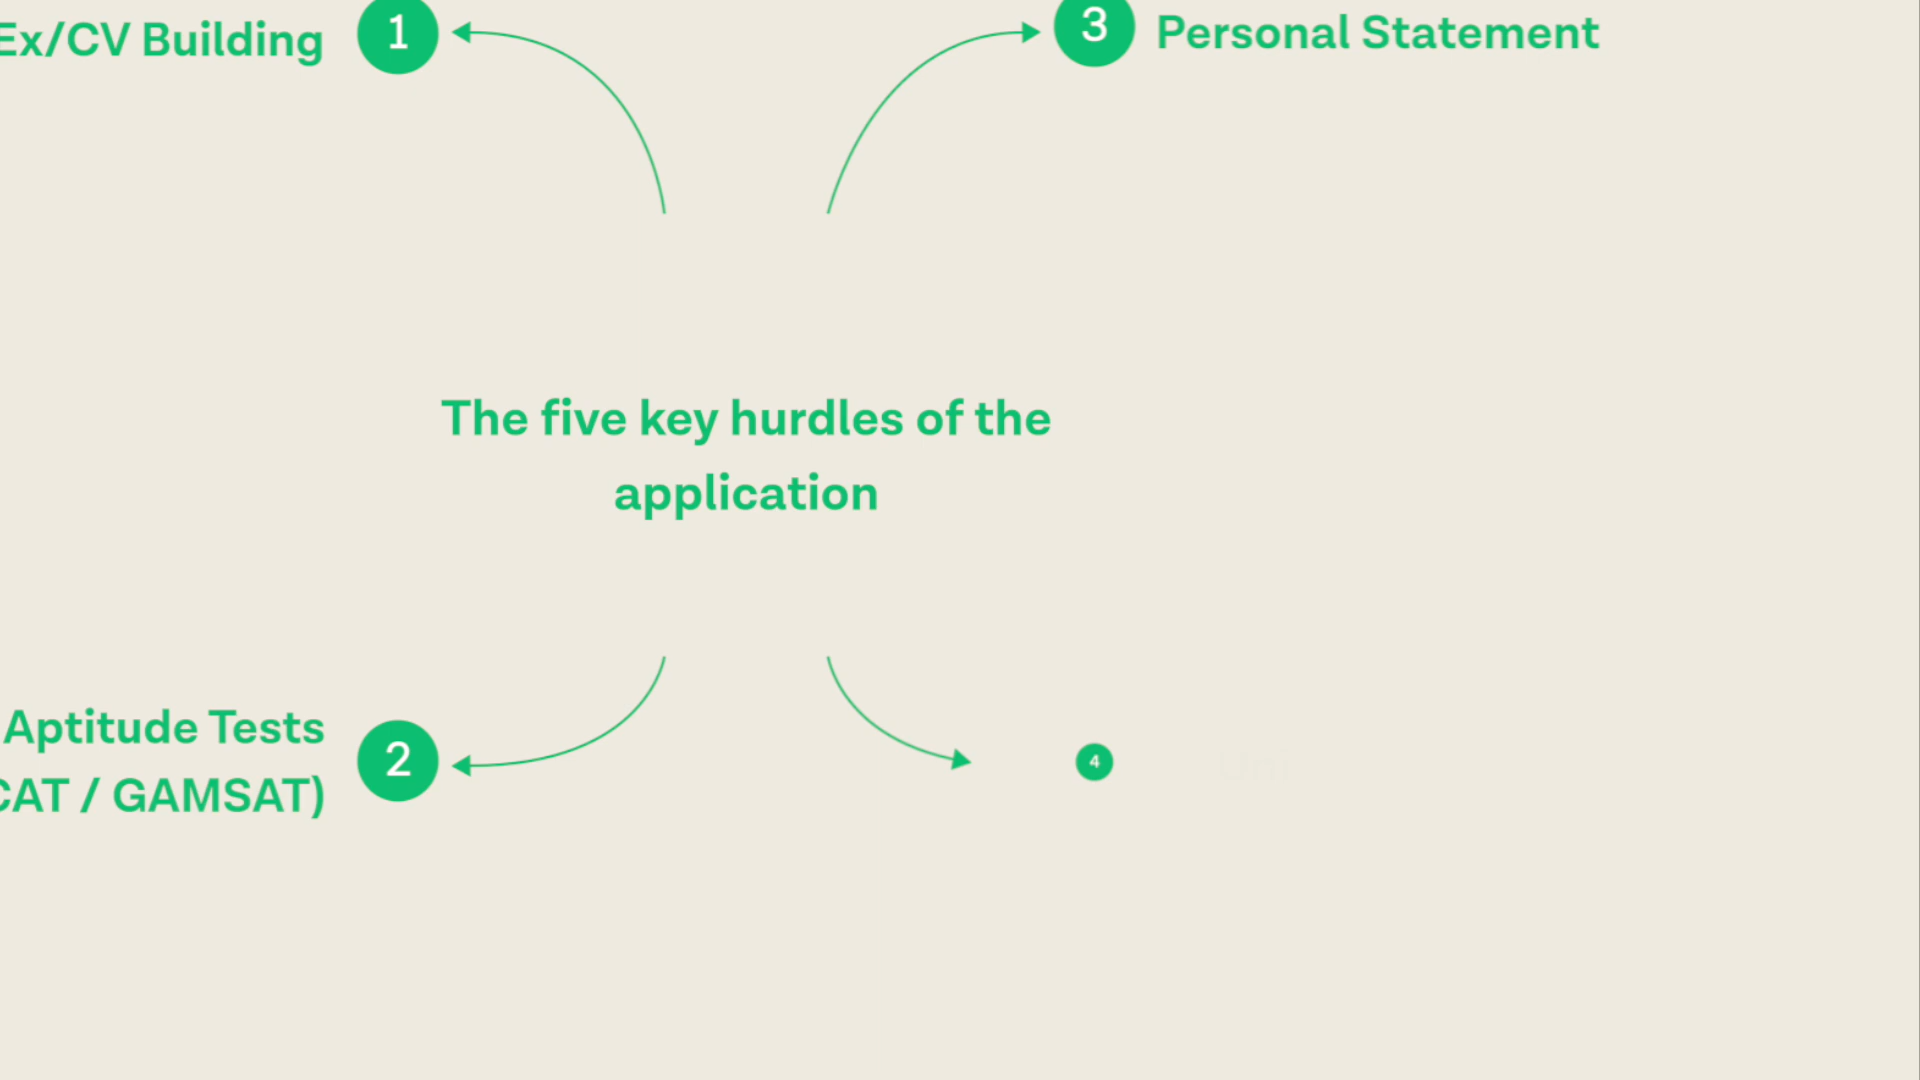 Ex/CV Building
1
3
Personal Statement
The five key hurdles of the
application
Aptitude Tests
2
CAT / GAMSAT)
4